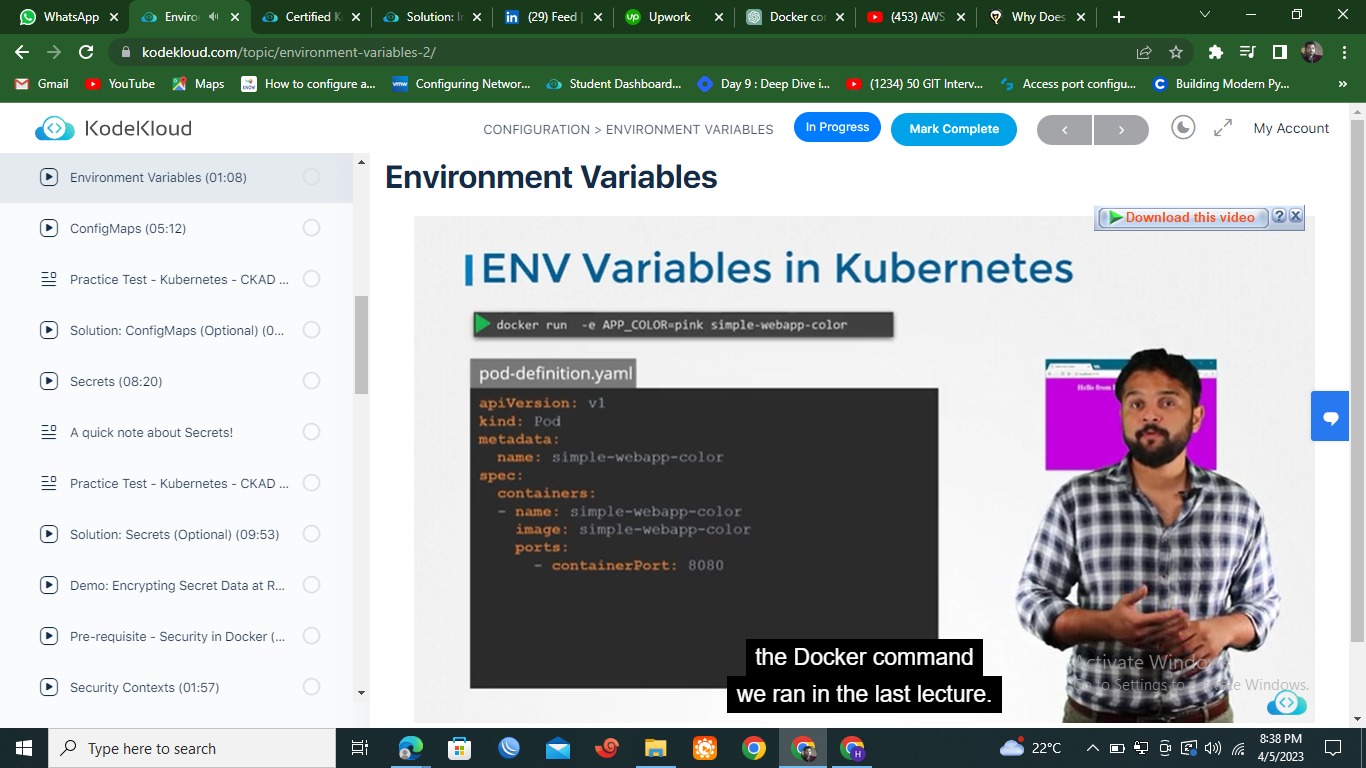 WhatsApp
Enviro
Certified K
Solution: I
(29) Feed
Upwork
Docker co
(453) AWS
Why Does
kodekloud.com/topic/environment-variables-2/
Gmail
YouTube
Maps
How to configure a...
Configuring Networ...
Student Dashboard...
Day 9 : Deep Dive i...
(1234) 50 GIT Interv...
Access port configu...
Building Modern Py...
»
KodeKloud
CONFIGURATION > ENVIRONMENT VARIABLES
In Progress
Mark Complete
My Account
Environment Variables (01:08)
ConfigMaps (05:12)
Practice Test - Kubernetes - CKAD ...
Solution: ConfigMaps (Optional) (0...
Secrets (08:20)
A quick note about Secrets!
Practice Test - Kubernetes - CKAD ...
Solution: Secrets (Optional) (09:53)
Demo: Encrypting Secret Data at R...
Pre-requisite - Security in Docker (...
Security Contexts (01:57)
Environment Variables
Download this video
? X
ENV Variables in Kubernetes
docker run -e APP_COLOR=pink simple-webapp-color
pod-definition.yaml
apiVersion: v1
kind: Pod
metadata:
name: simple-webapp-color
spec:
containers:
- name: simple-webapp-color
image: simple-webapp-color
ports:
- containerPort: 8080
Hello from
the Docker command
we ran in the last lecture.
Activate Windows
Go to Settings to activate Windows.
Type here to search
22°C
8:38 PM
4/5/2023